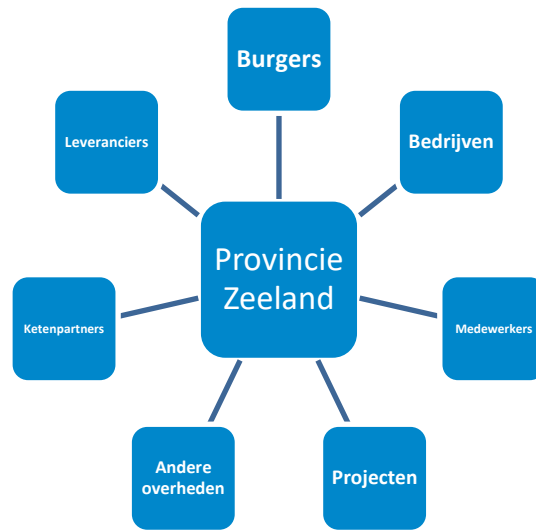 Burgers
Leveranciers
Bedrijven
Provincie
Zeeland
Ketenpartners
Medewerkers
Andere
overheden
Projecten